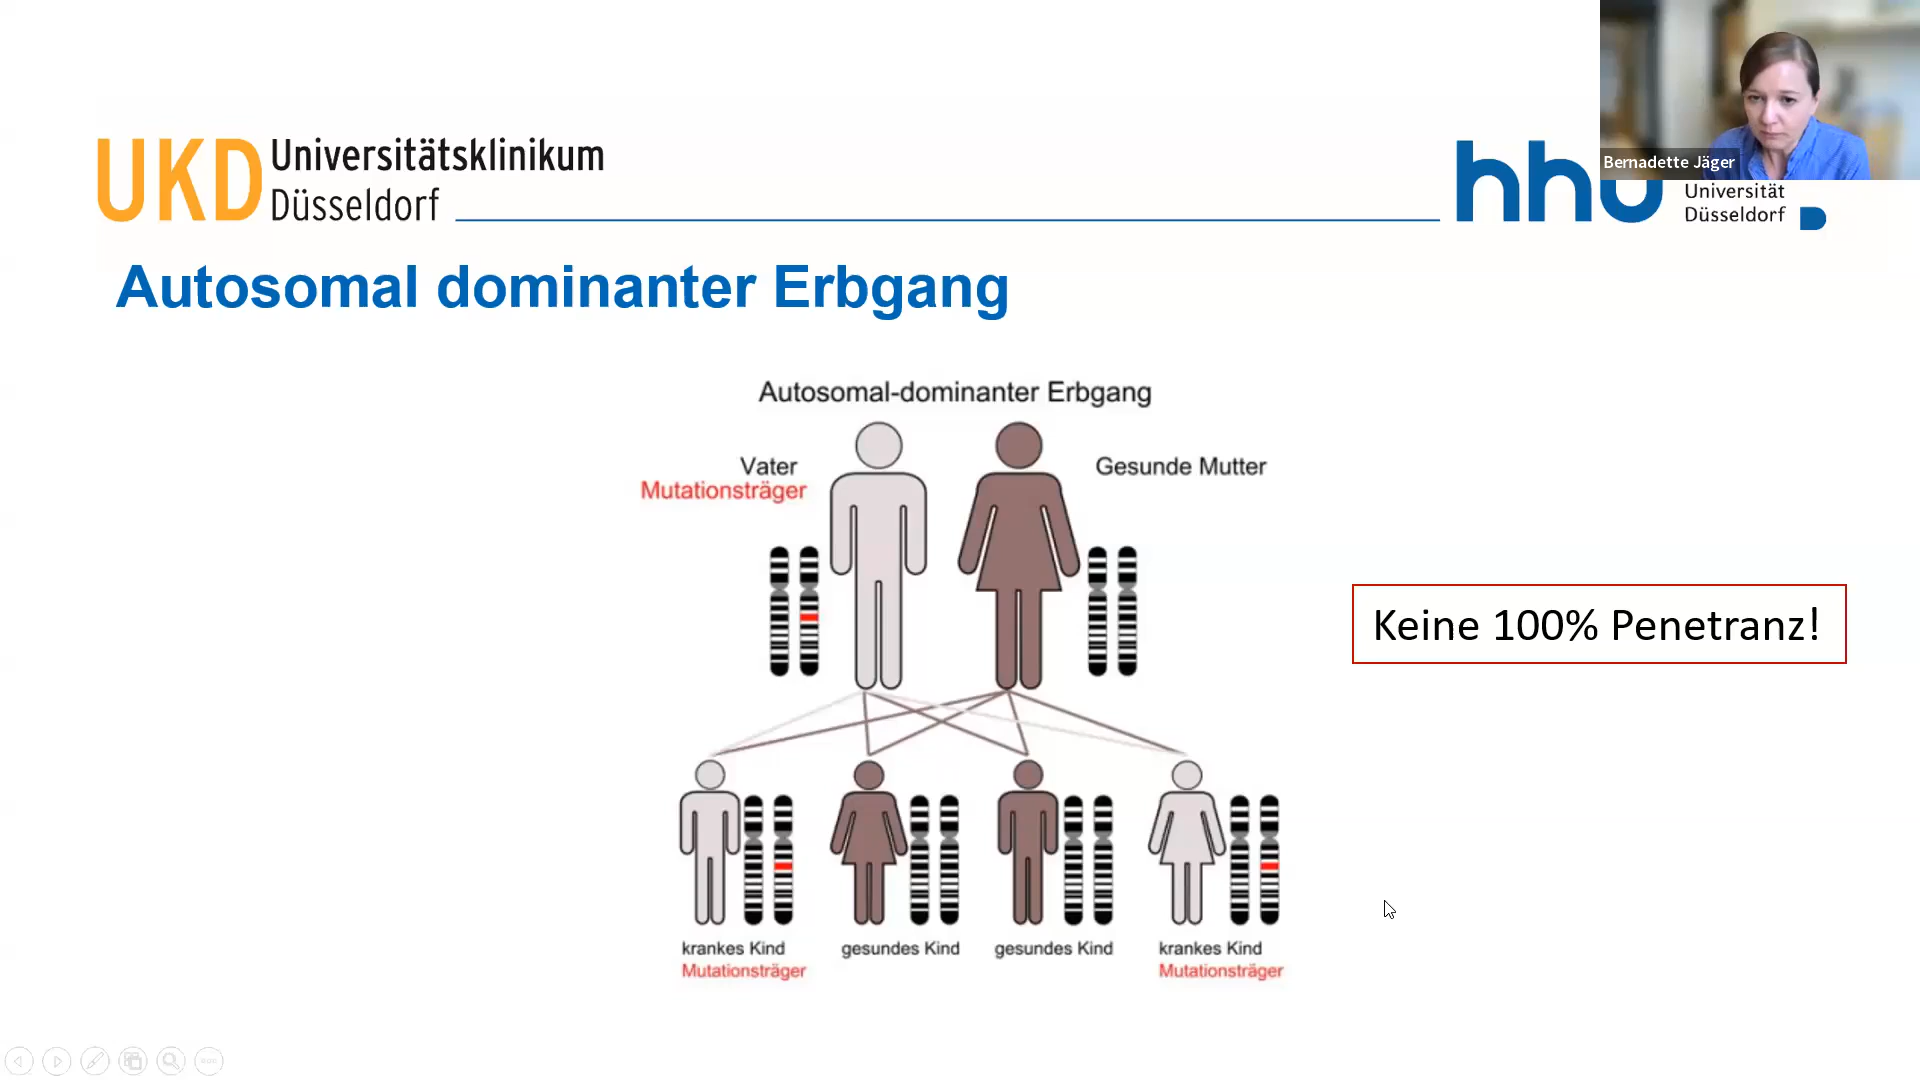 UKD Universitätsklinikum
Düsseldorf
hhu
Universität
Düsseldorf
Bernadette Jäger
Autosomal dominanter Erbgang
Autosomal-dominanter Erbgang
Vater
Mutationsträger
Gesunde Mutter
Keine 100% Penetranz!
krankes Kind
Mutationsträger
gesundes Kind
gesundes Kind
krankes Kind
Mutationsträger